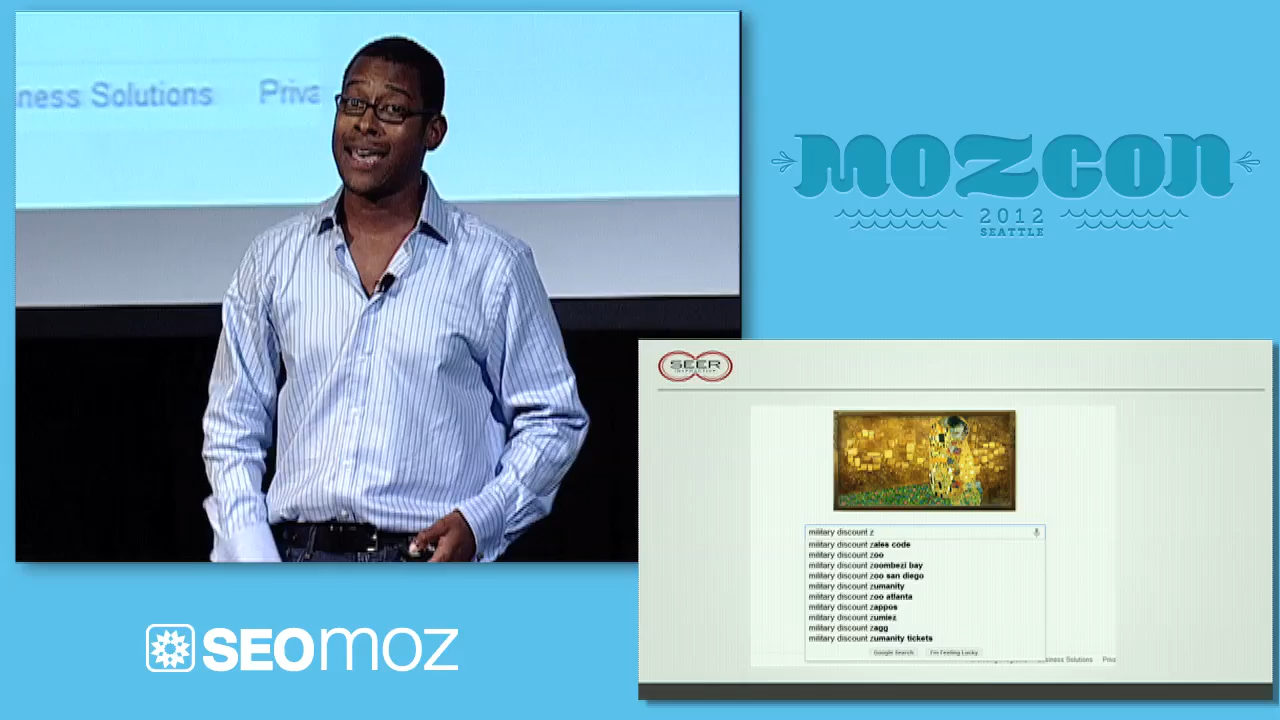 ness Solutions Priva
MOZCON
2012
SEATTLE
SEER
INTERACTIVE
military discount z
military discount zales code
military discount zoo
military discount zoombezi bay
military discount zoo san diego
military discount zumanity
military discount zoo atlanta
military discount zappos
military discount zumiez
military discount zagg
military discount zumanity tickets
Google Search I'm Feeling Lucky
Business Solutions Priva
SEOmoz